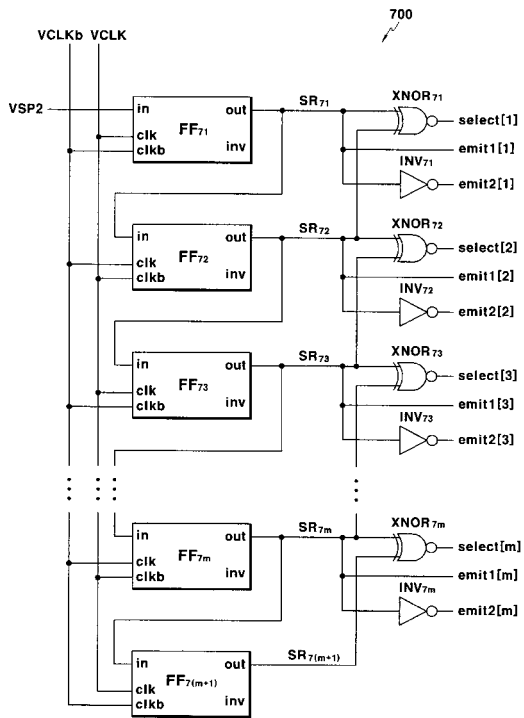 700
VCLKb VCLK
VSP2
in out
clk
clkb
FF71
inv
SR71
XNOR71
select[1]
emit1[1]
INV71
emit2[1]
in out
clk
clkb
FF72
inv
SR72
XNOR72
select[2]
emit1[2]
INV72
emit2[2]
in out
clk
clkb
FF73
inv
SR73
XNOR73
select[3]
emit1[3]
INV73
emit2[3]
in out
clk
clkb
FF7m
inv
SR7m
XNOR7m
select[m]
emit1[m]
INV7m
emit2[m]
in out
clk
clkb
FF7(m+1)
inv
SR7(m+1)